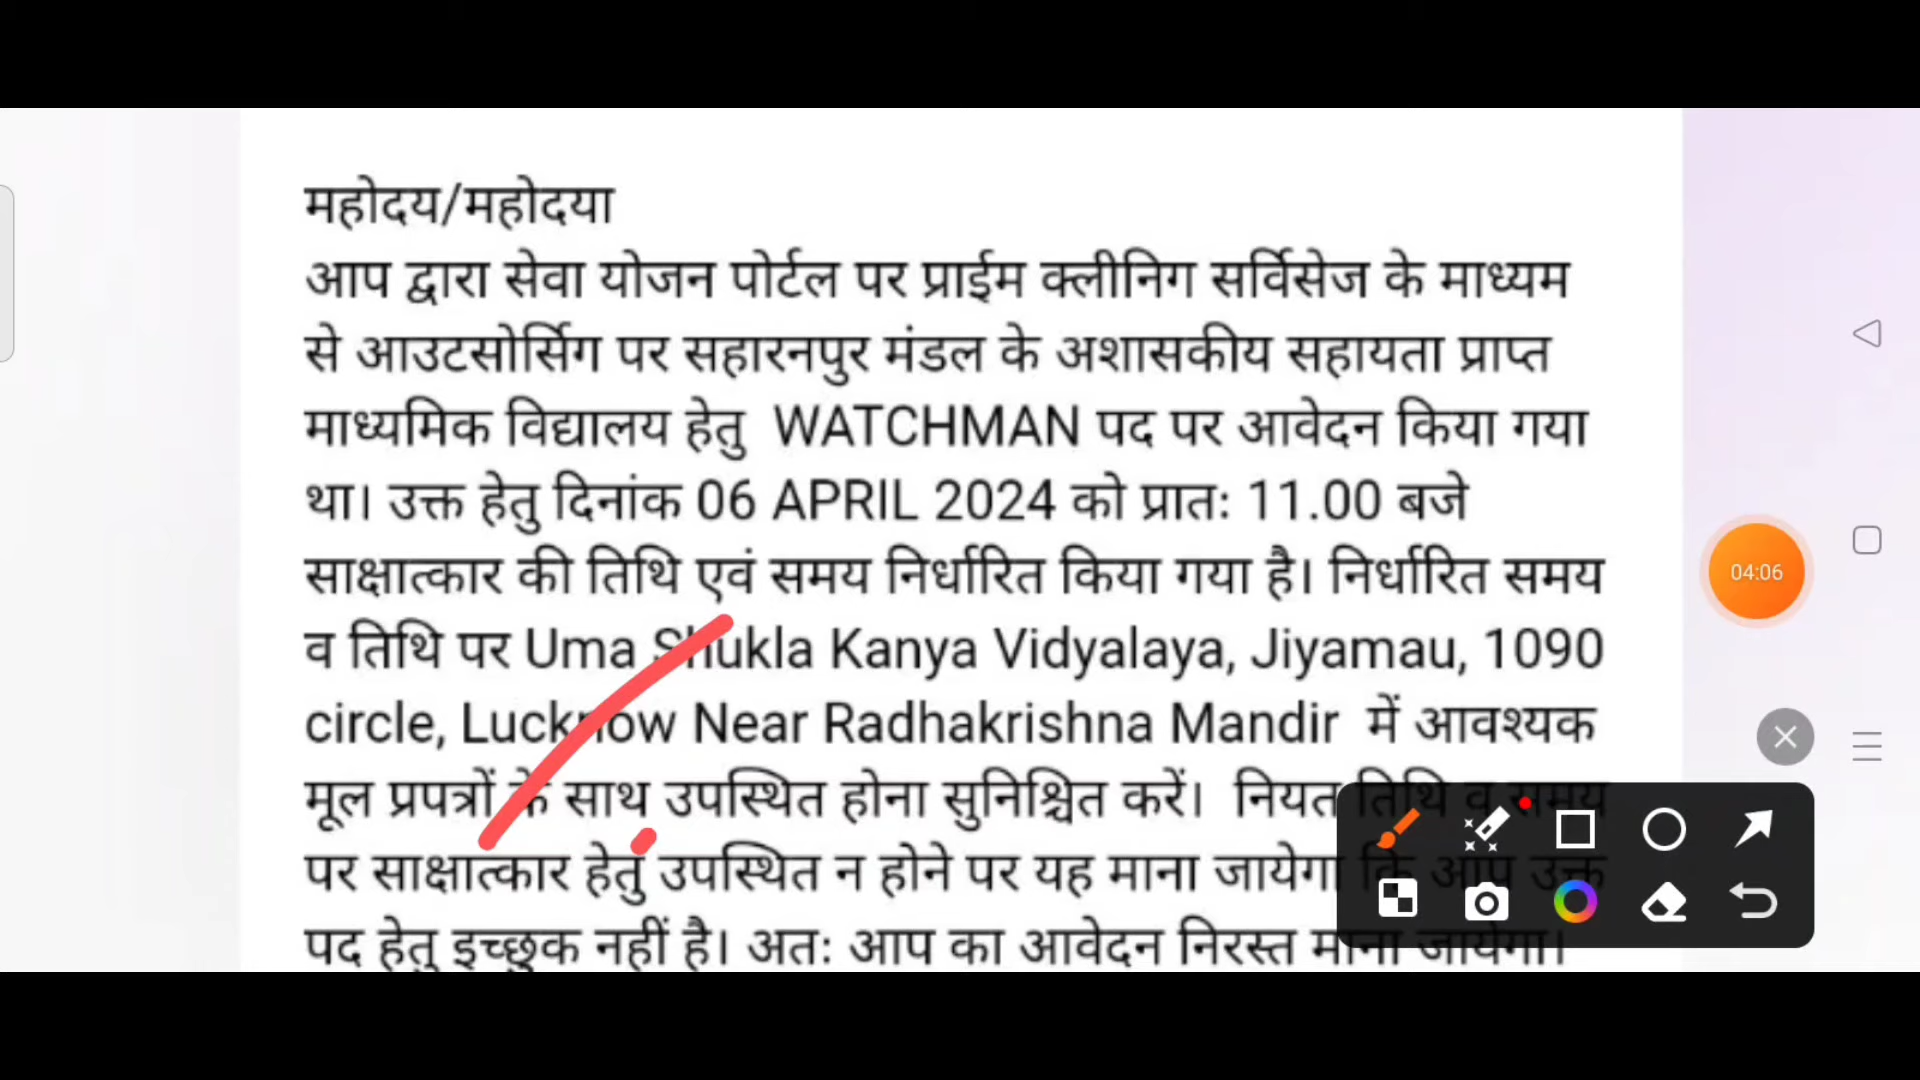 महोदय/महोदया
आप द्वारा सेवा योजन पोर्टल पर प्राईम क्लीनिग सर्विसेज के माध्यम
से आउटसोर्सिग पर सहारनपुर मंडल के अशासकीय सहायता प्राप्त
माध्यमिक विद्यालय हेतु WATCHMAN पद पर आवेदन किया गया
था। उक्त हेतु दिनांक 06 APRIL 2024 को प्रातः 11.00 बजे
साक्षात्कार की तिथि एवं समय निर्धारित किया गया है। निर्धारित समय
व तिथि पर Uma Shukla Kanya Vidyalaya, Jiyamau, 1090
circle, Lucknow Near Radhakrishna Mandir में आवश्यक
मूल प्रपत्रों के साथ उपस्थित होना सुनिश्चित करें। नियत तिथि व समय
पर साक्षात्कार हेतु उपस्थित न होने पर यह माना जायेगा कि आप उक्त
पद हेतु इच्छुक नहीं है। अतः आप का आवेदन निरस्त माना जायेगा।
04:06